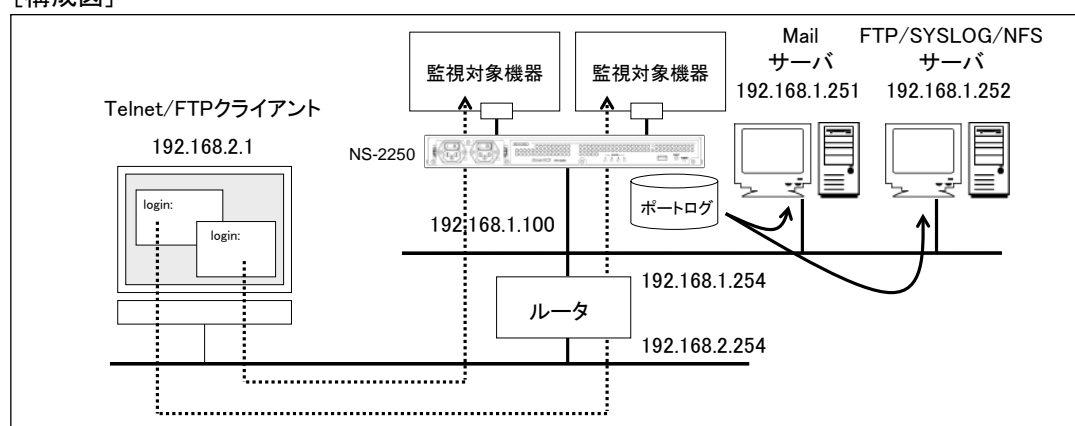 [構成図]
監視対象機器
監視対象機器
Mail
サーバ
192.168.1.251
FTP/SYSLOG/NFS
サーバ
192.168.1.252
Telnet/FTPクライアント
192.168.2.1
NS-2250
login:
login:
ポートログ
192.168.1.100
192.168.1.254
ルータ
192.168.2.254